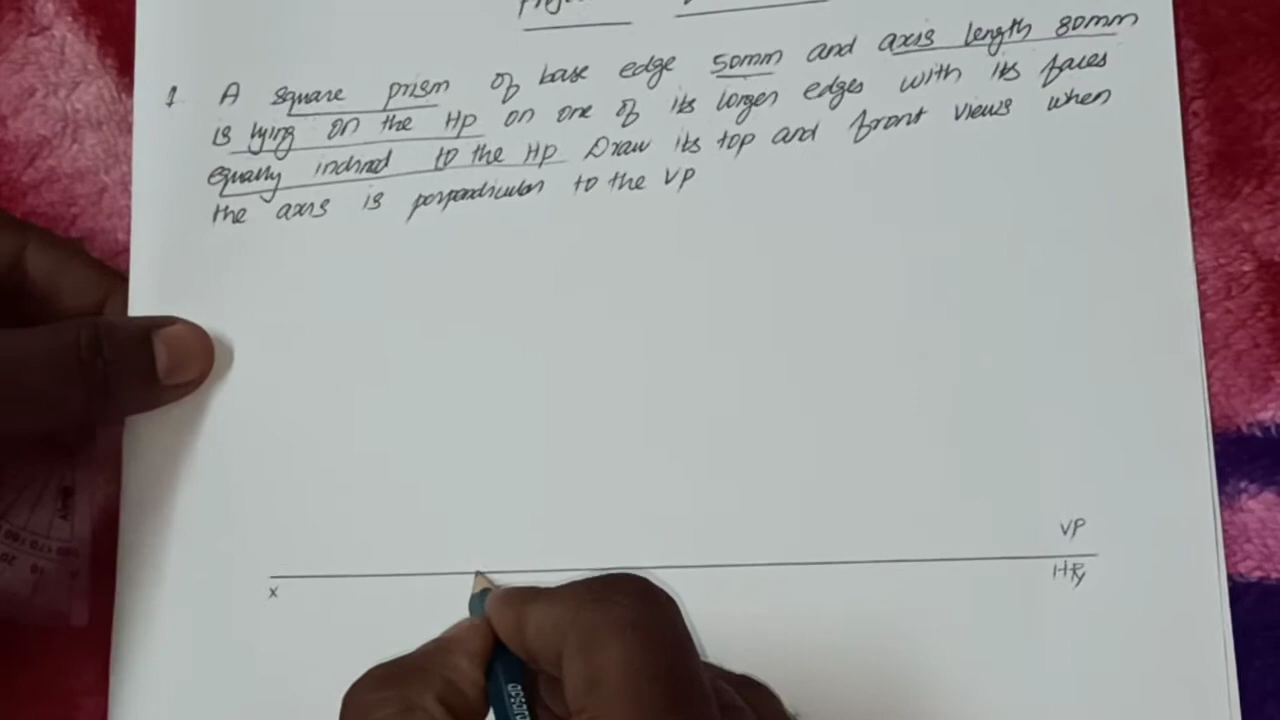 1 A square prism of base edge 50mm and axis length 80mm
is lying on the Hp on one of its longer edges with its faces
equally inclined to the Hp Draw its top and front views when
the axis is perpendicular to the VP
VP
x
HP y
apsara